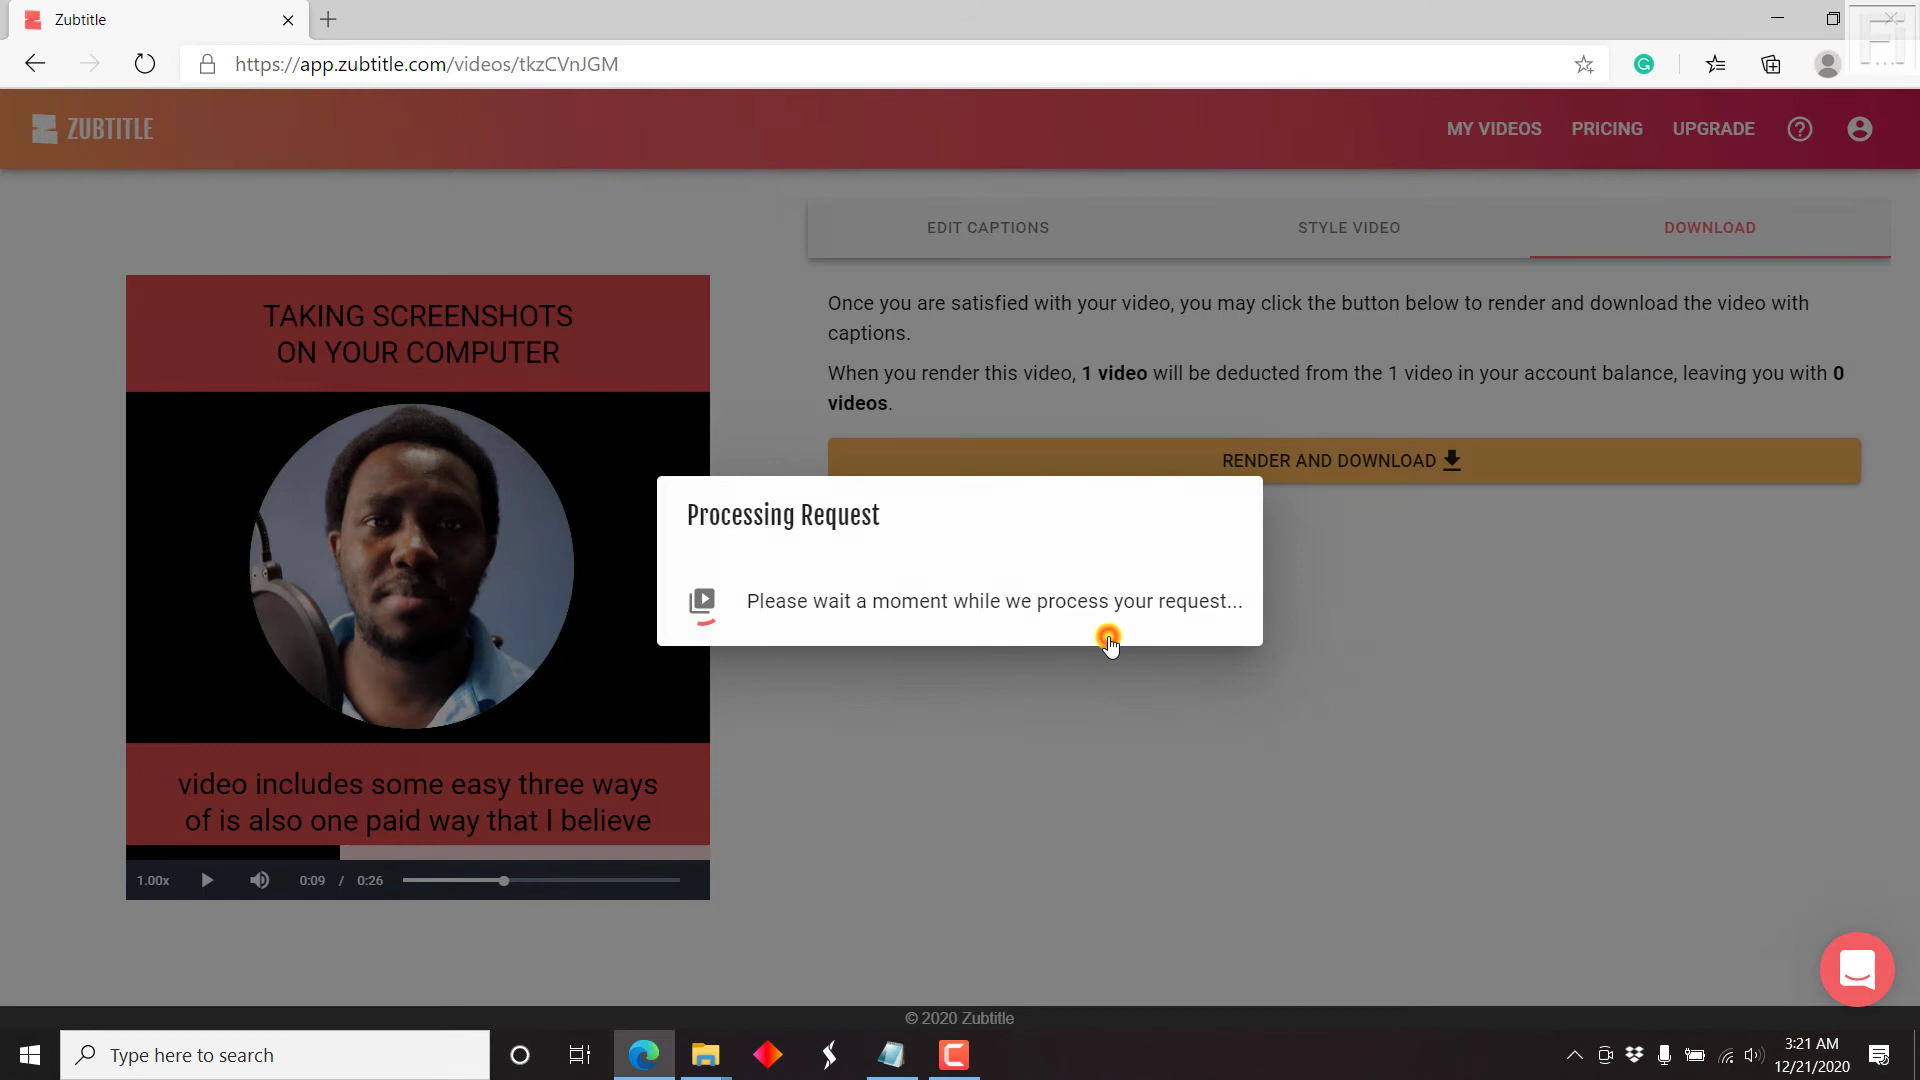 Zubtitle
https://app.zubtitle.com/videos/tkzCVnJGM
ZUBTITLE
MY VIDEOS
PRICING
UPGRADE
EDIT CAPTIONS
STYLE VIDEO
DOWNLOAD
TAKING SCREENSHOTS
ON YOUR COMPUTER
Once you are satisfied with your video, you may click the button below to render and download the video with
captions.
When you render this video, 1 video will be deducted from the 1 video in your account balance, leaving you with 0
videos.
RENDER AND DOWNLOAD
Processing Request
Please wait a moment while we process your request...
video includes some easy three ways
of is also one paid way that I believe
1.00x
0:09 / 0:26
© 2020 Zubtitle
Type here to search
3:21 AM
12/21/2020